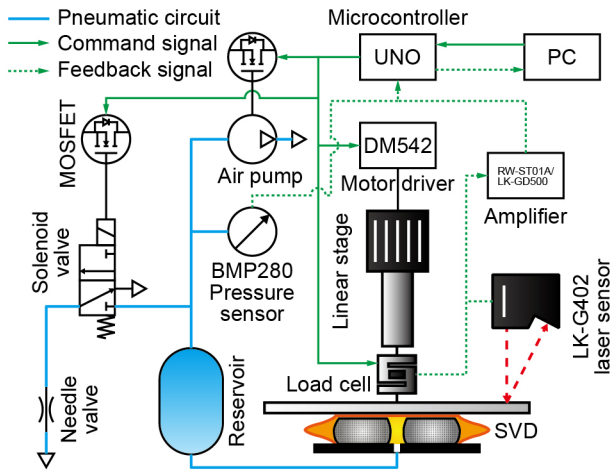 Pneumatic circuit
Command signal
Feedback signal
Microcontroller
UNO
PC
MOSFET
Air pump
DM542
Motor driver
RW-ST01A/
LK-GD500
Amplifier
Solenoid
valve
BMP280
Pressure
sensor
Linear stage
LK-G402
laser sensor
Needle
valve
Reservoir
Load cell
SVD